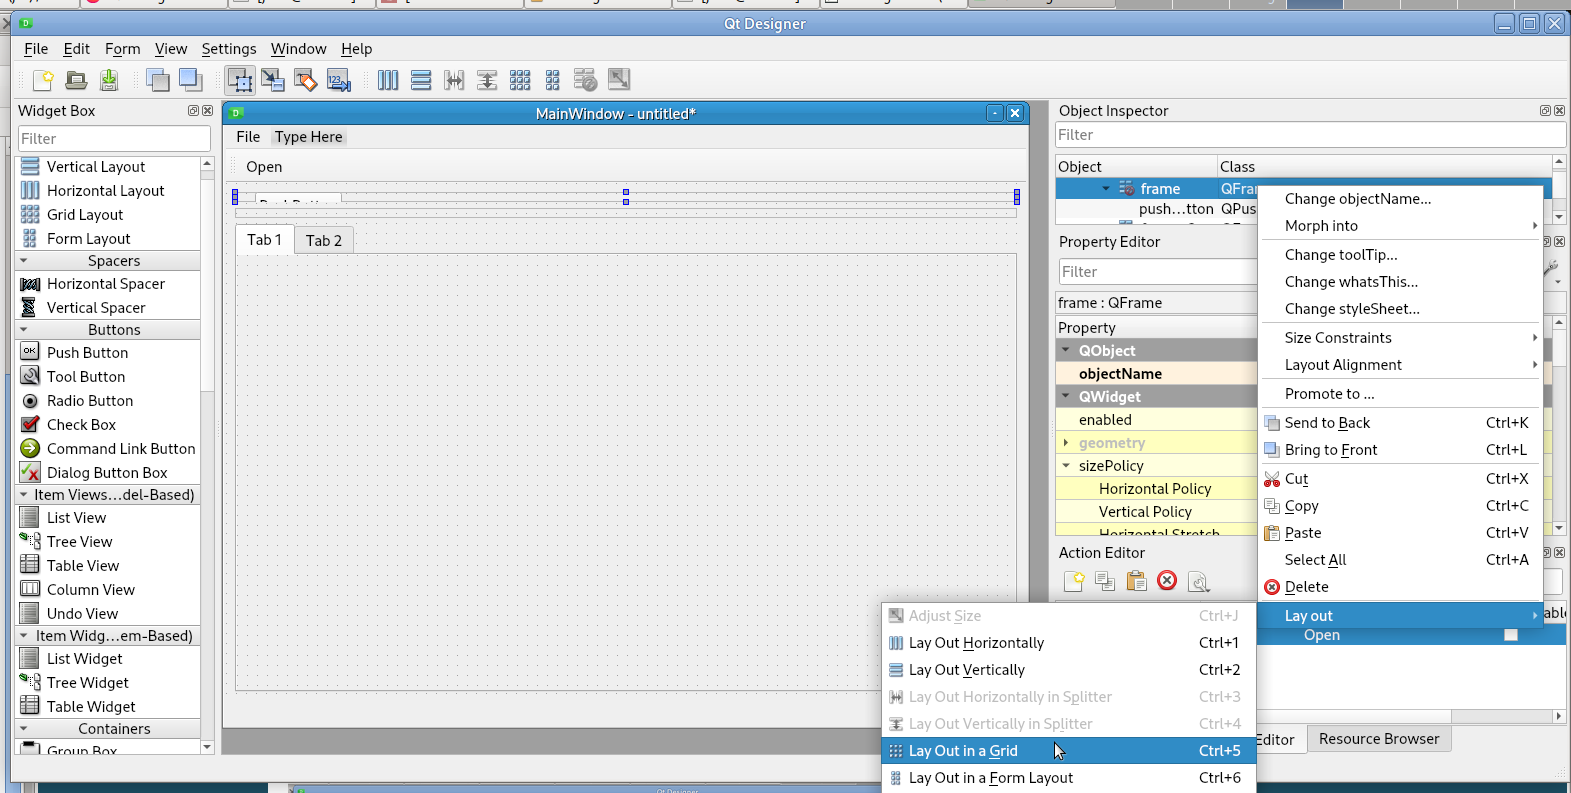 Qt Designer
File Edit Form View Settings Window Help
Widget Box
Filter
Vertical Layout
Horizontal Layout
Grid Layout
Form Layout
Spacers
Horizontal Spacer
Vertical Spacer
Buttons
Push Button
Tool Button
Radio Button
Check Box
Command Link Button
Dialog Button Box
Item Views...del-Based)
List View
Tree View
Table View
Column View
Undo View
Item Widg...em-Based)
List Widget
Tree Widget
Table Widget
Containers
Group Box
MainWindow - untitled*
File Type Here
Open
Tab 1 Tab 2
Object Inspector
Filter
Object Class
frame QFra
push...tton QPus
Property Editor
Filter
frame : QFrame
Property
QObject
objectName
QWidget
enabled
geometry
sizePolicy
Horizontal Policy
Vertical Policy
Horizontal Stretch
Action Editor
Open
Editor Resource Browser
Change objectName...
Morph into
Change toolTip...
Change whatsThis...
Change styleSheet...
Size Constraints
Layout Alignment
Promote to ...
Send to Back Ctrl+K
Bring to Front Ctrl+L
Cut Ctrl+X
Copy Ctrl+C
Paste Ctrl+V
Select All Ctrl+A
Delete
Lay out
Adjust Size Ctrl+J
Lay Out Horizontally Ctrl+1
Lay Out Vertically Ctrl+2
Lay Out Horizontally in Splitter Ctrl+3
Lay Out Vertically in Splitter Ctrl+4
Lay Out in a Grid Ctrl+5
Lay Out in a Form Layout Ctrl+6
Qt Designer